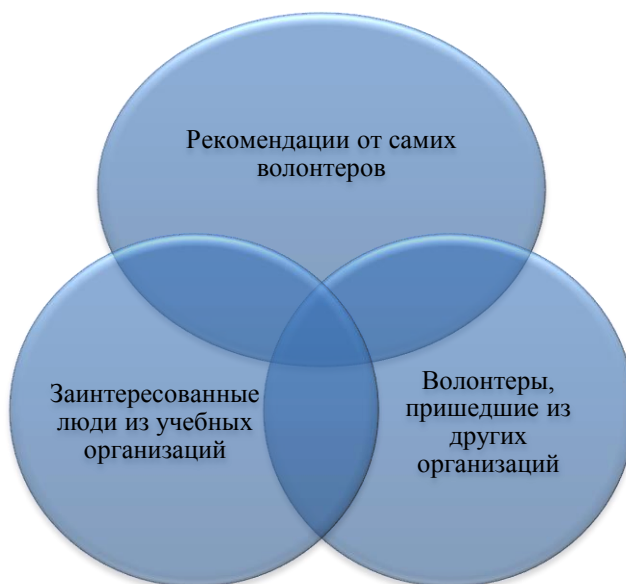 Рекомендации от самих
волонтеров
Заинтересованные
люди из учебных
организаций
Волонтеры,
пришедшие из
других
организаций